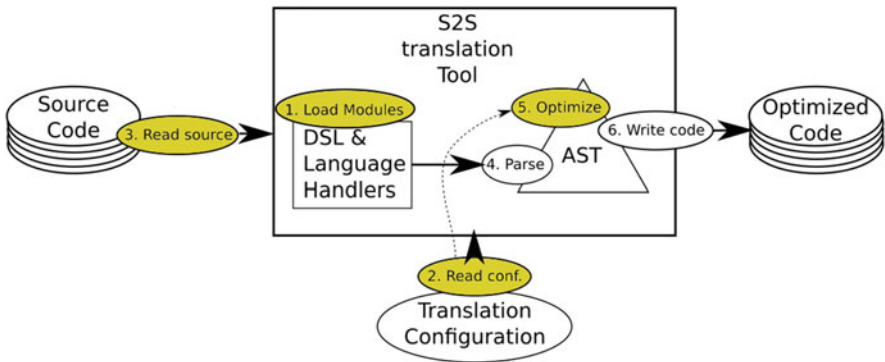 S2S
translation
Tool
Source
Code
3. Read source
1. Load Modules
DSL &
Language
Handlers
4. Parse
5. Optimize
AST
6. Write code
Optimized
Code
2. Read conf.
Translation
Configuration